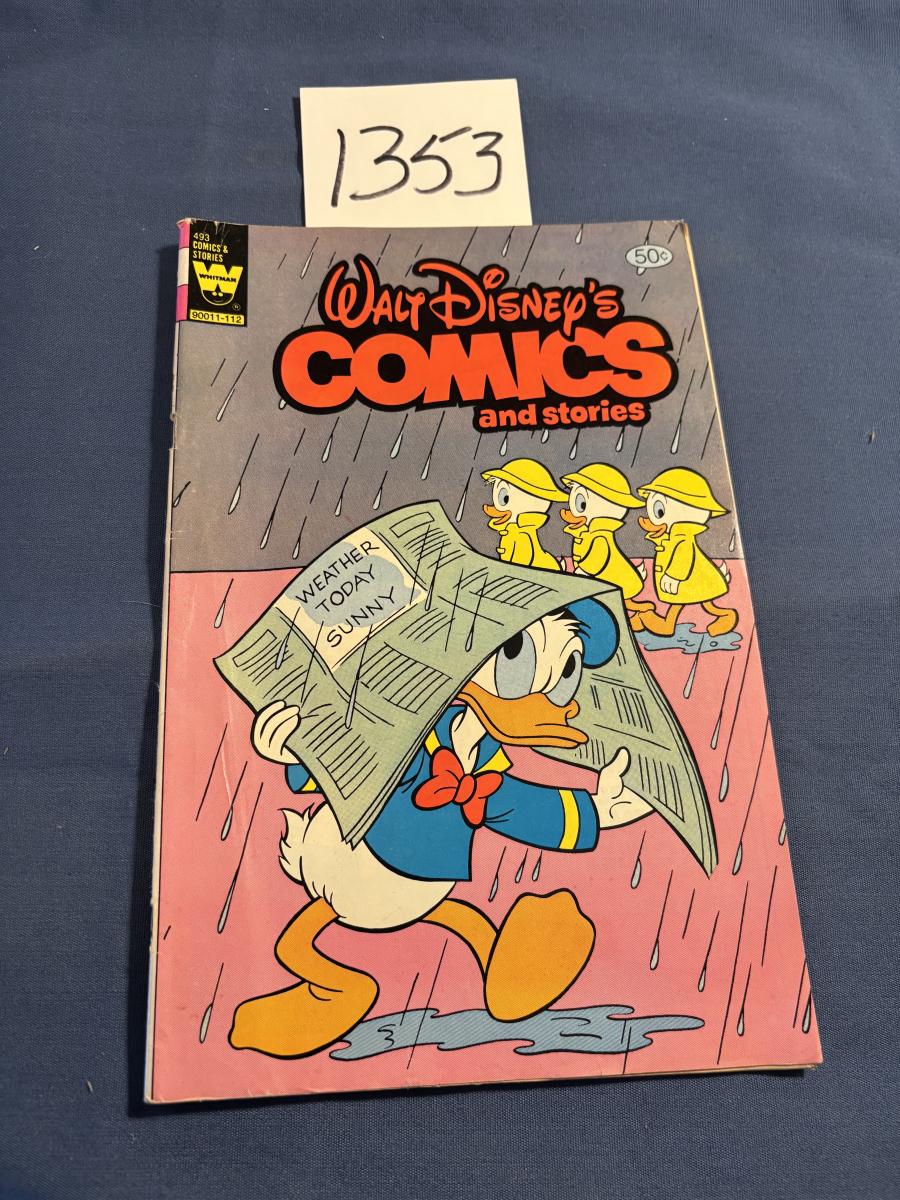 1353
493
COMICS &
STORIES
WHITMAN
90011-112
50¢
WALT DISNEY'S
COMICS
and stories
WEATHER
TODAY
SUNNY